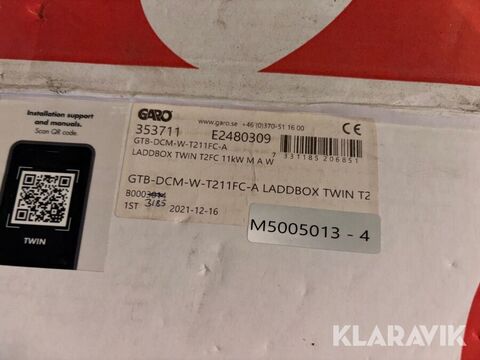 Installation support
and manuals.
Scan QR code.
TWIN
GARO
www.garo.se +46 (0)370-51 16 00
CE
353711 E2480309
GTB-DCM-W-T211FC-A
7 331185 206851
LADDBOX TWIN T2FC 11kW M A W
GTB-DCM-W-T211FC-A LADDBOX TWIN T2
3185
1ST 2021-12-16
M5005013 - 4
KLARAVIK